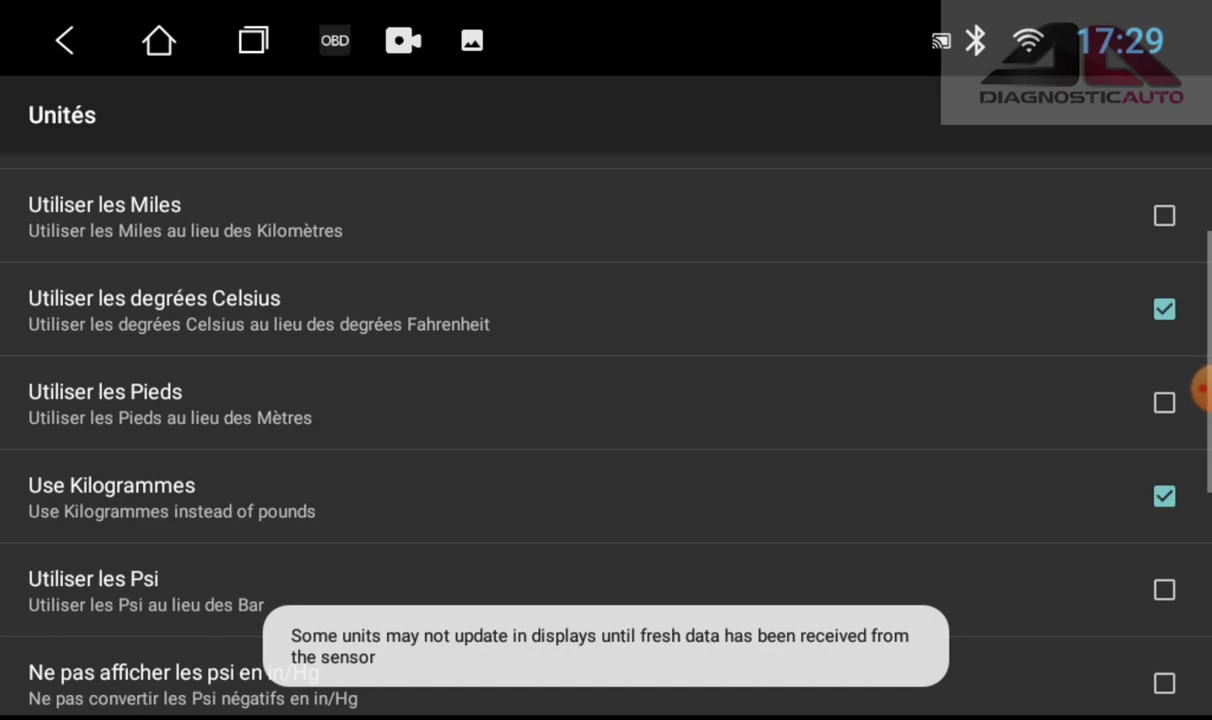 OBD
17:29
DIAGNOSTICAUTO
Unités
Utiliser les Miles
Utiliser les Miles au lieu des Kilomètres
Utiliser les degrées Celsius
Utiliser les degrées Celsius au lieu des degrées Fahrenheit
Utiliser les Pieds
Utiliser les Pieds au lieu des Mètres
Use Kilogrammes
Use Kilogrammes instead of pounds
Utiliser les Psi
Utiliser les Psi au lieu des Bar
Some units may not update in displays until fresh data has been received from
the sensor
Ne pas afficher les psi en in/Hg
Ne pas convertir les Psi négatifs en in/Hg